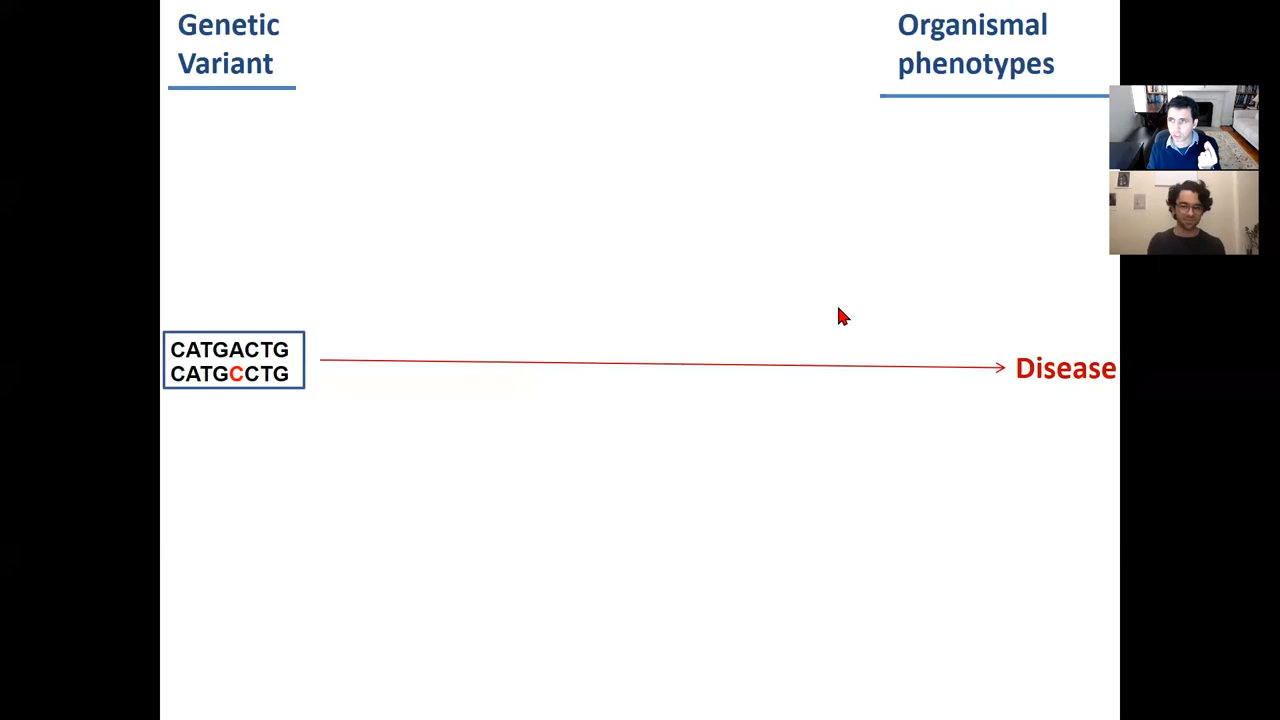 Genetic
Variant
Organismal
phenotypes
CATGACTG
CATGCCTG
Disease